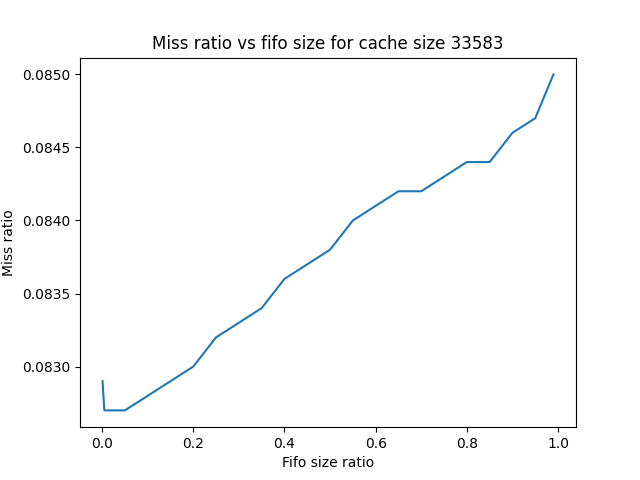 Miss ratio vs fifo size for cache size 33583
0.0850
0.0845
0.0840
0.0835
0.0830
Miss ratio
0.0 0.2 0.4 0.6 0.8 1.0
Fifo size ratio